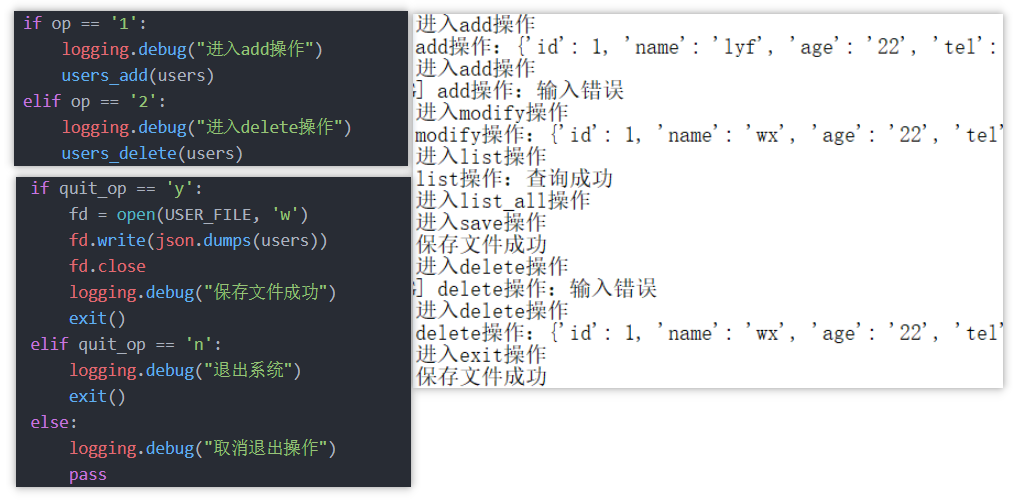 if op == '1':
logging.debug("进入add操作")
users_add(users)
elif op == '2':
logging.debug("进入delete操作")
users_delete(users)
if quit_op == 'y':
fd = open(USER_FILE, 'w')
fd.write(json.dumps(users))
fd.close
logging.debug("保存文件成功")
exit()
elif quit_op == 'n':
logging.debug("退出系统")
exit()
else:
logging.debug("取消退出操作")
pass
进入add操作
add操作: {'id': 1, 'name': 'lyf', 'age': '22', 'tel':
进入add操作
] add操作: 输入错误
进入modify操作
modify操作: {'id': 1, 'name': 'wx', 'age': '22', 'tel'
进入list操作
list操作: 查询成功
进入list_all操作
进入save操作
保存文件成功
进入delete操作
] delete操作: 输入错误
进入delete操作
delete操作: {'id': 1, 'name': 'wx', 'age': '22', 'tel'
进入exit操作
保存文件成功